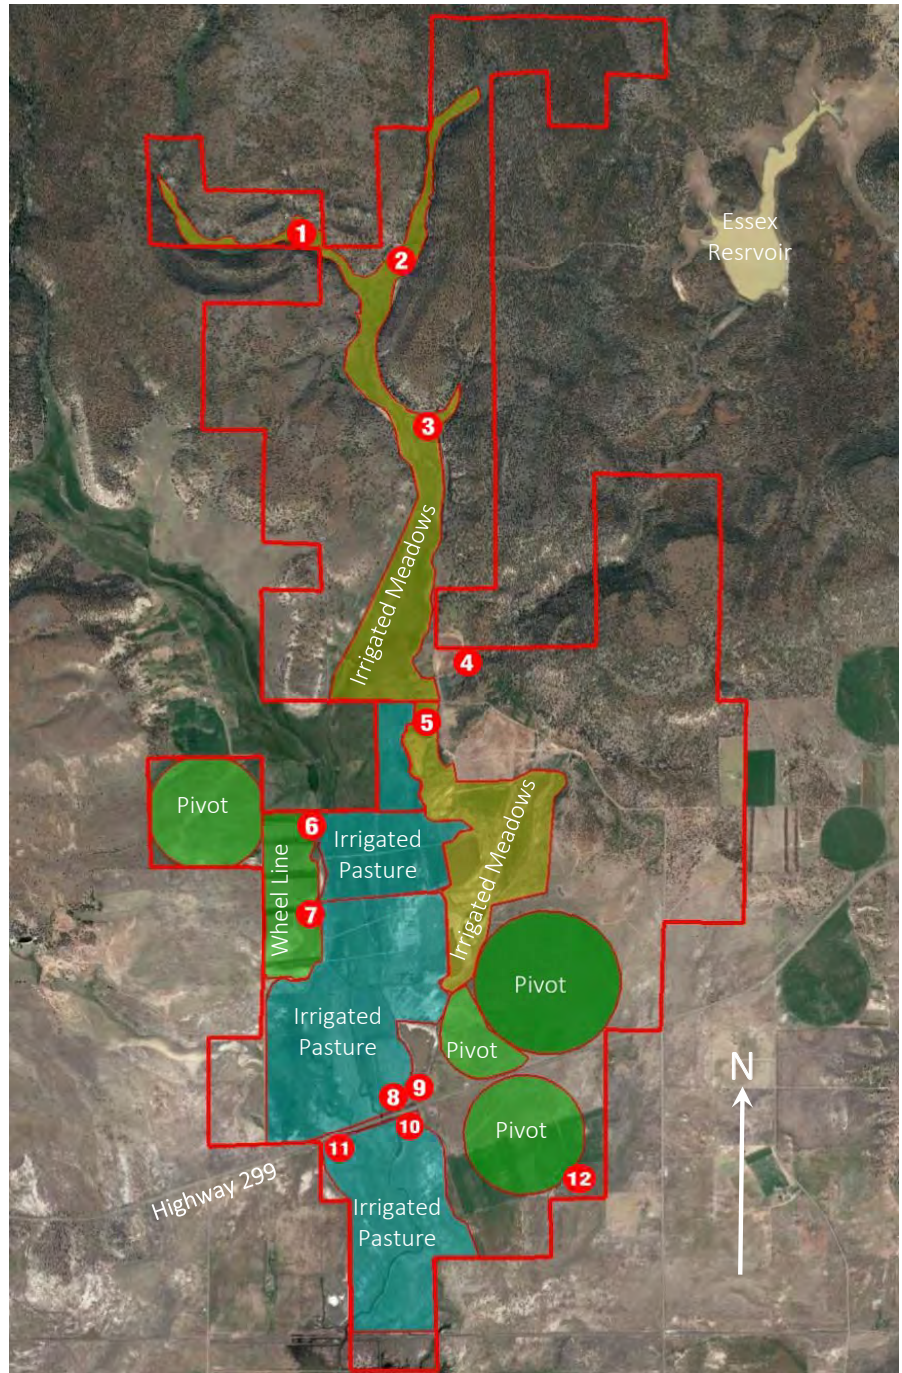 Essex
Resrvoir
1
2
3
Irrigated Meadows
4
5
Pivot
6
Irrigated
Pasture
Wheel Line
7
Irrigated Meadows
Pivot
Irrigated
Pasture
Pivot
N
8
9
10
Pivot
11
12
Highway 299
Irrigated
Pasture